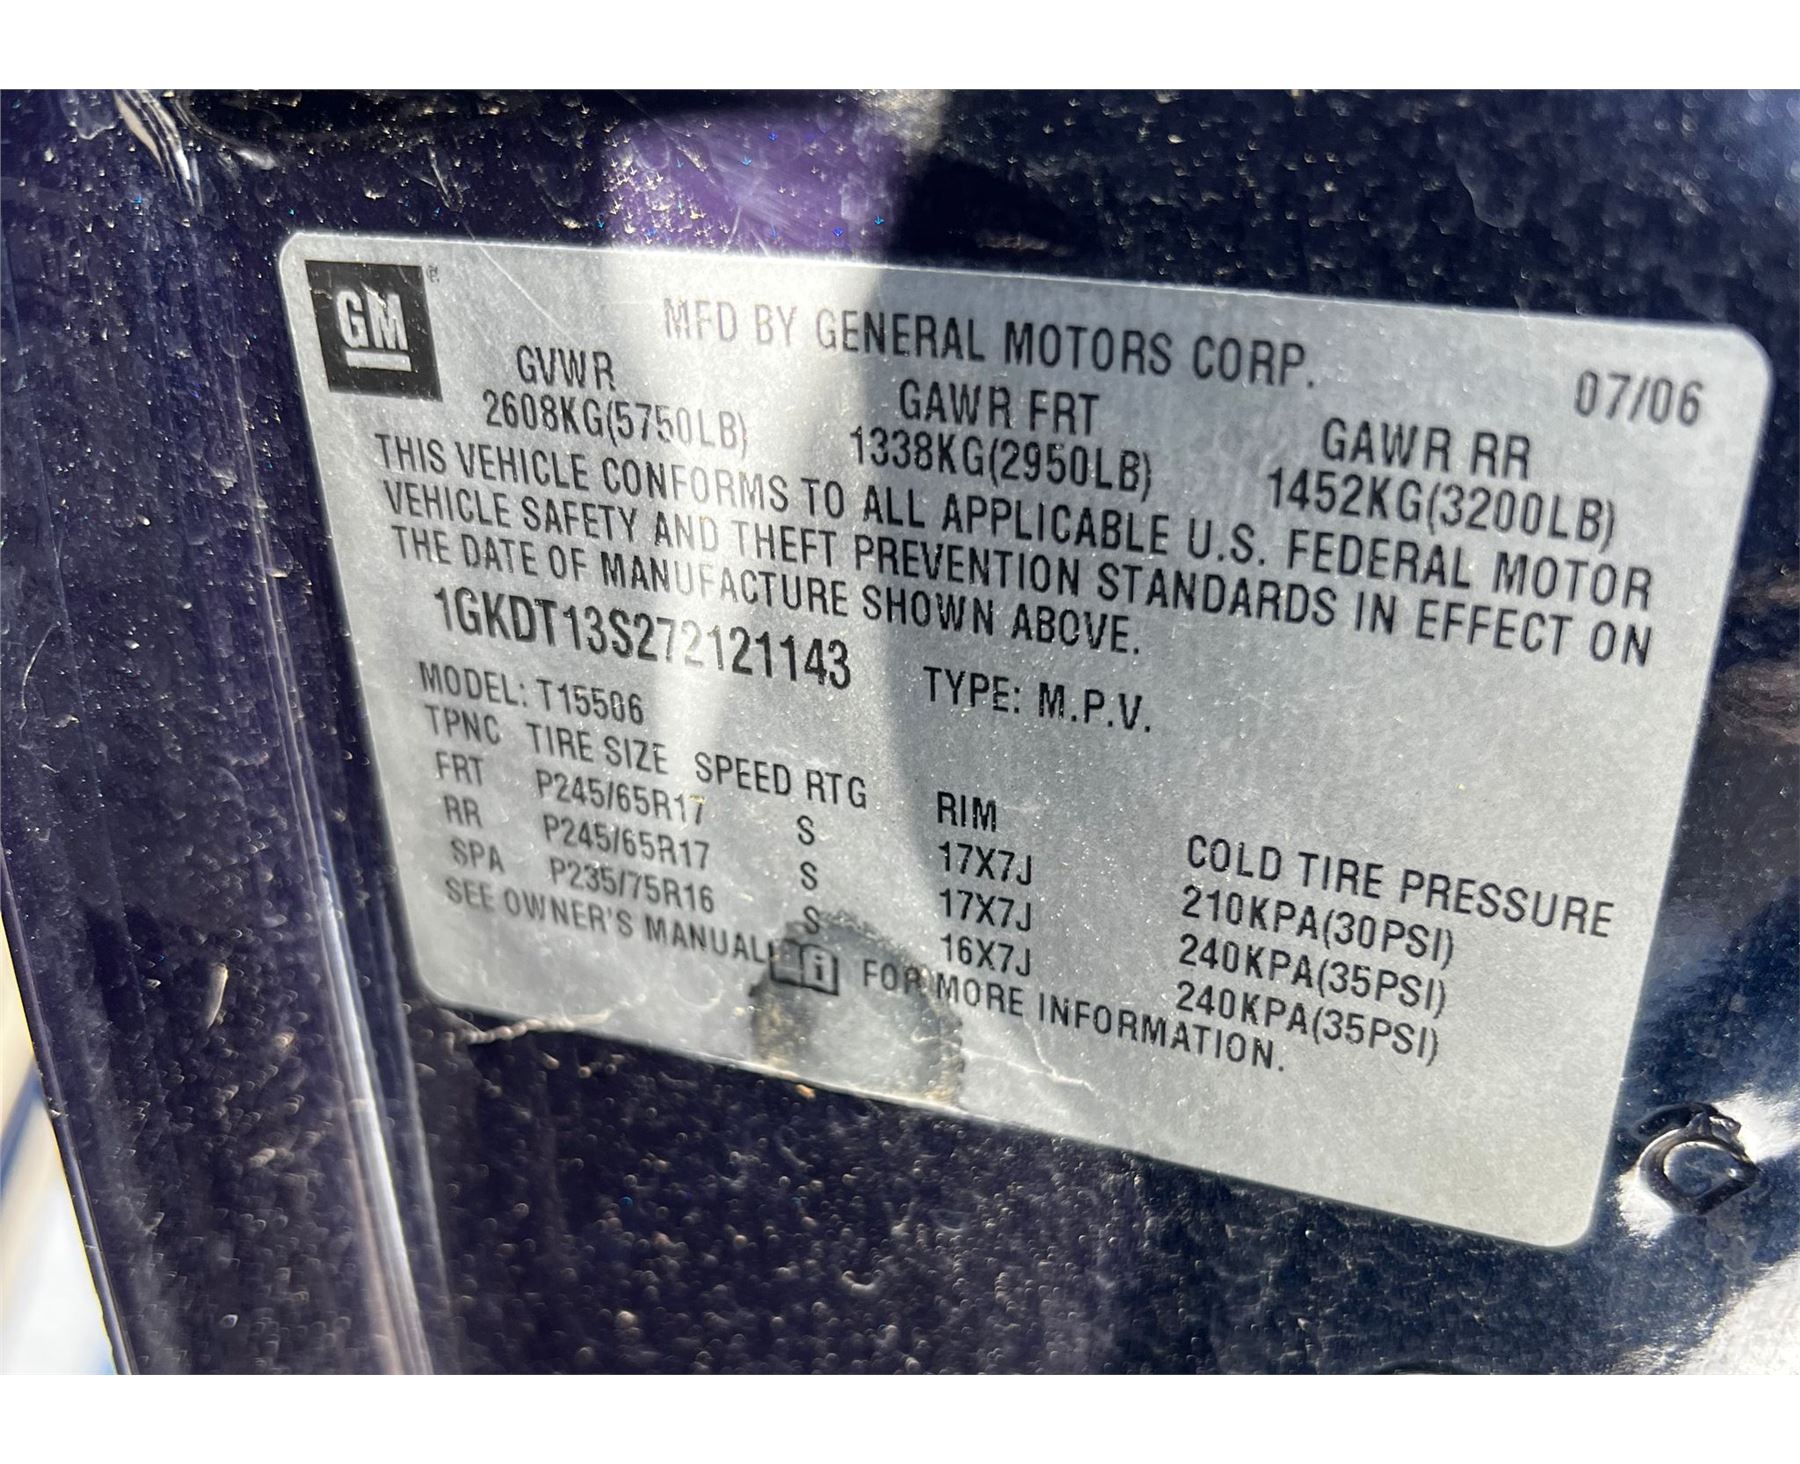 GM
MFD BY GENERAL MOTORS CORP.
07/06
GVWR GAWR FRT GAWR RR
2608KG(5750LB) 1338KG(2950LB) 1452KG(3200LB)
THIS VEHICLE CONFORMS TO ALL APPLICABLE U.S. FEDERAL MOTOR
VEHICLE SAFETY AND THEFT PREVENTION STANDARDS IN EFFECT ON
THE DATE OF MANUFACTURE SHOWN ABOVE.
1GKDT13S272121143 TYPE: M.P.V.
MODEL: T15506
TPNC TIRE SIZE SPEED RTG RIM COLD TIRE PRESSURE
FRT P245/65R17 S 17X7J 210KPA(30PSI)
RR P245/65R17 S 17X7J 240KPA(35PSI)
SPA P235/75R16 S 16X7J 240KPA(35PSI)
SEE OWNER'S MANUAL i FOR MORE INFORMATION.